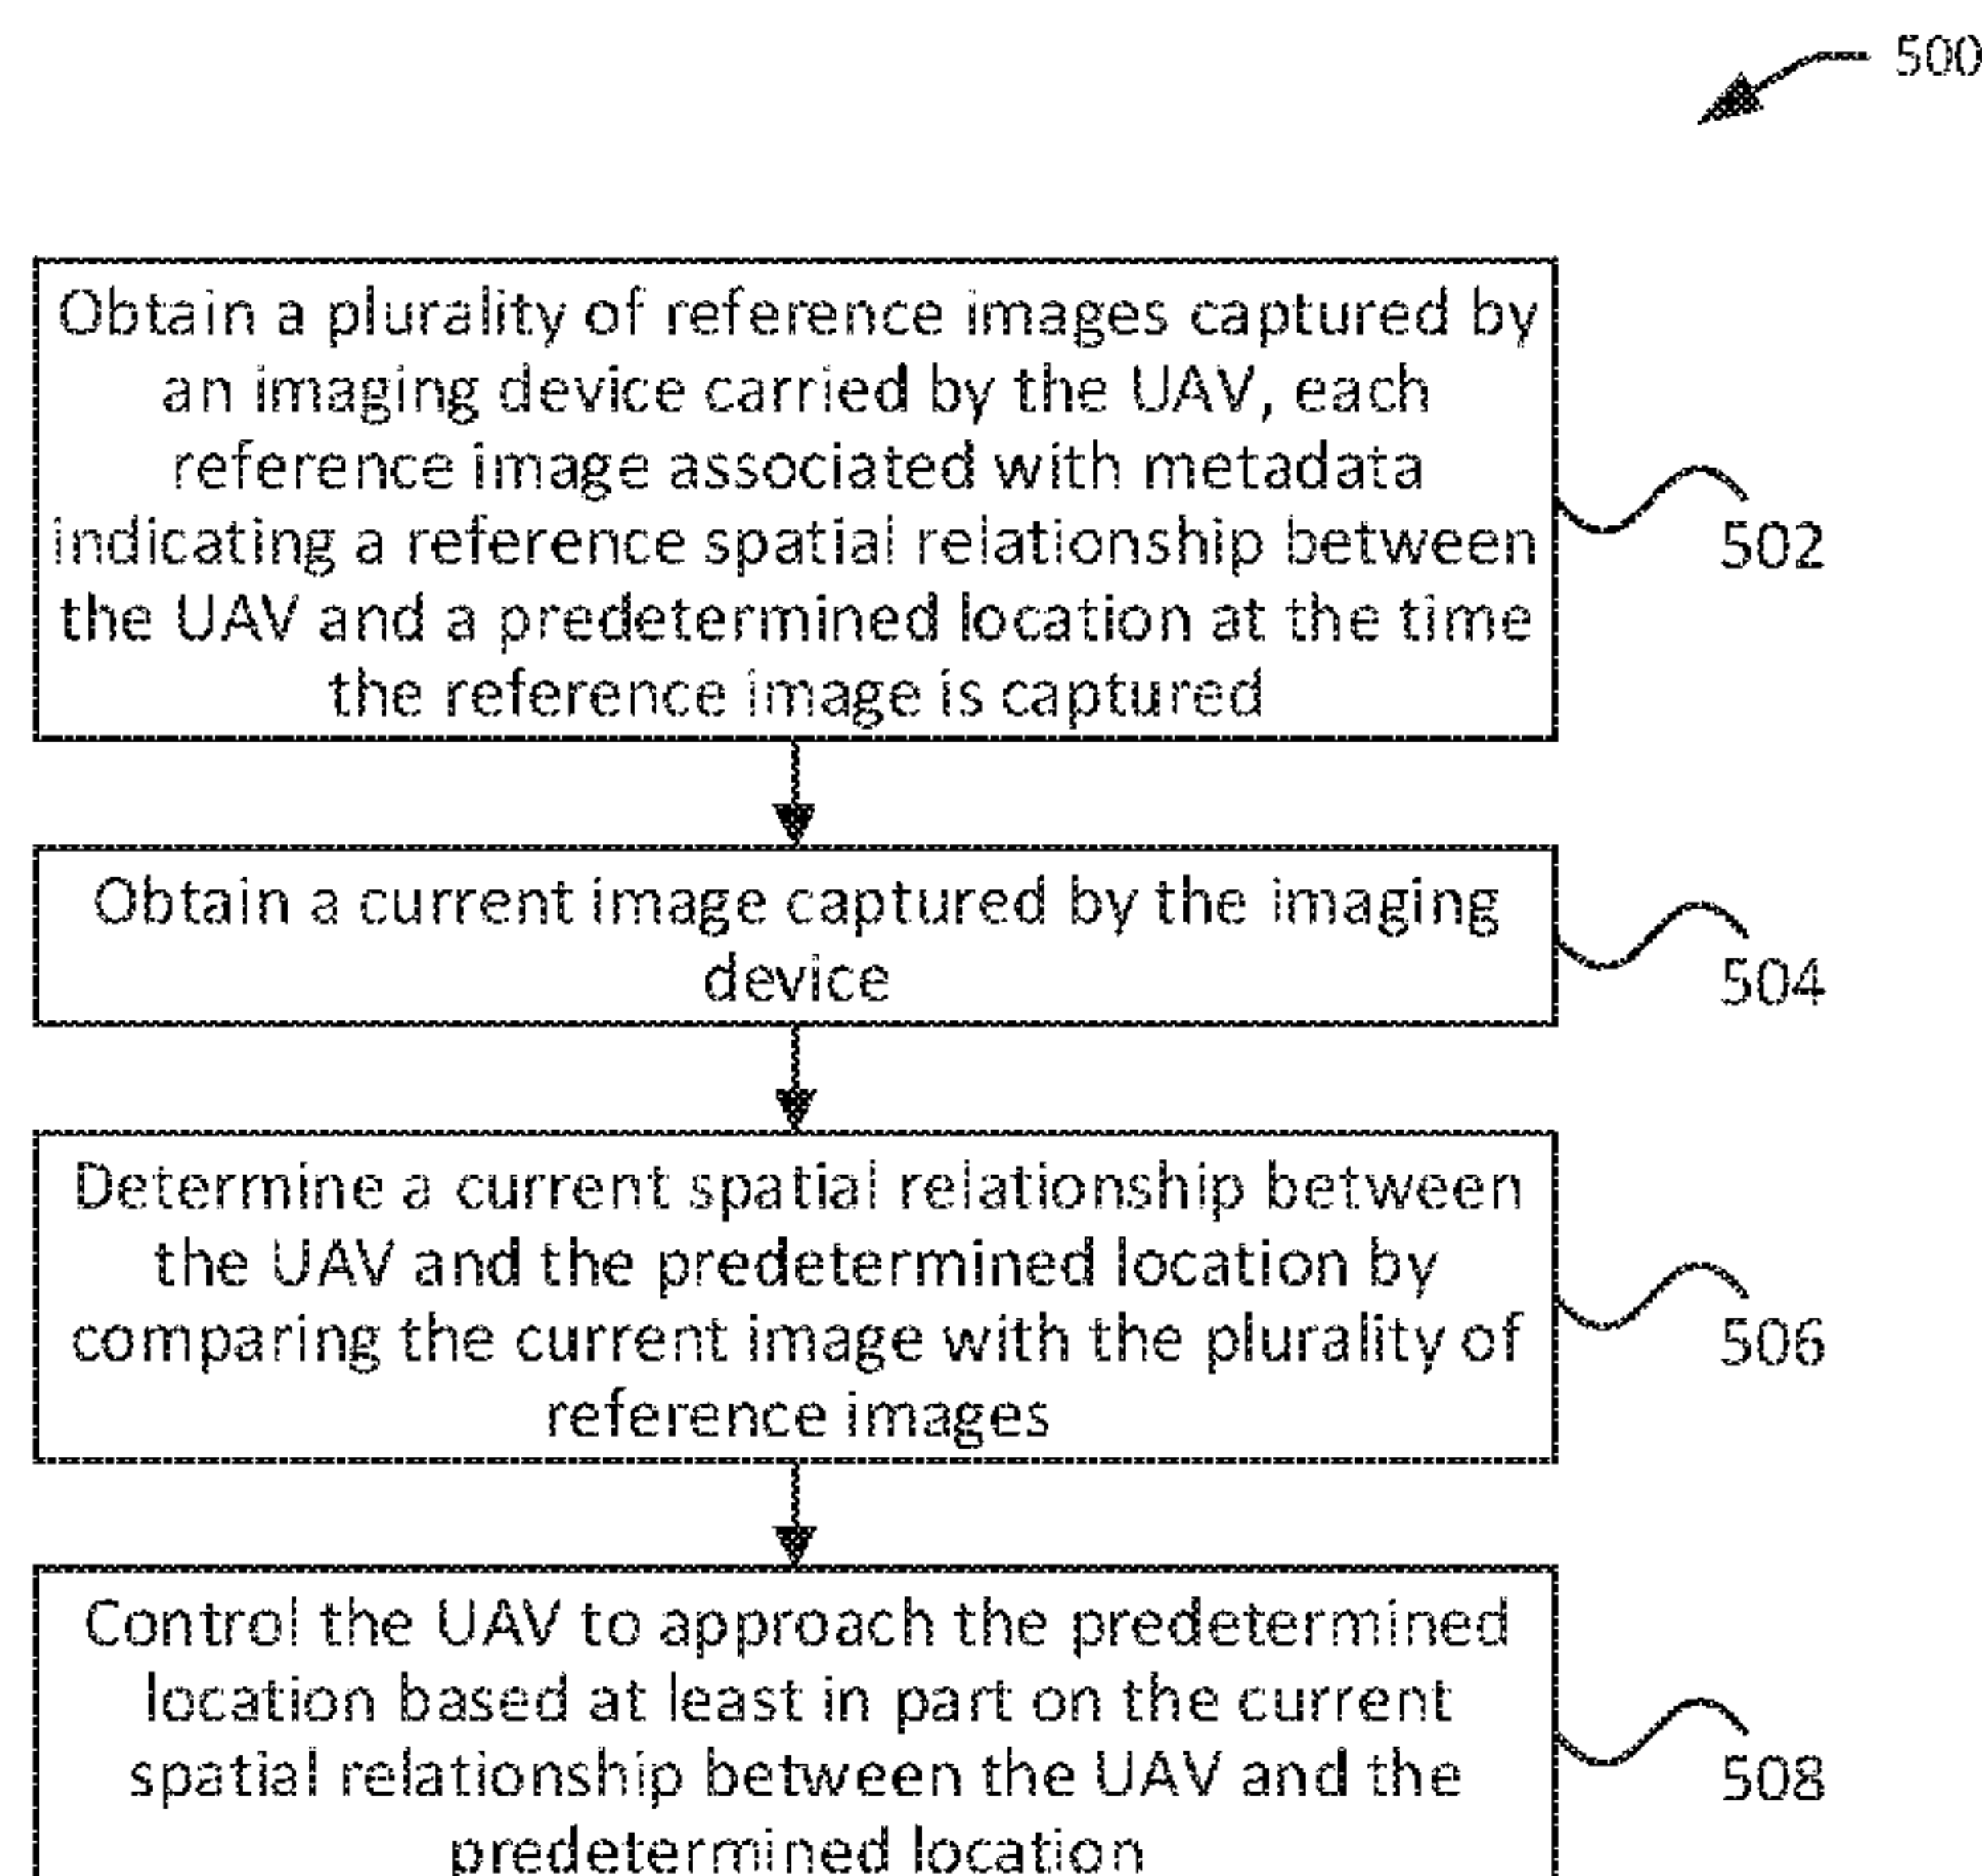 500
Obtain a plurality of reference images captured by
an imaging device carried by the UAV, each
reference image associated with metadata
indicating a reference spatial relationship between
the UAV and a predetermined location at the time
the reference image is captured
502
Obtain a current image captured by the imaging
device
504
Determine a current spatial relationship between
the UAV and the predetermined location by
comparing the current image with the plurality of
reference images
506
Control the UAV to approach the predetermined
location based at least in part on the current
spatial relationship between the UAV and the
predetermined location
508